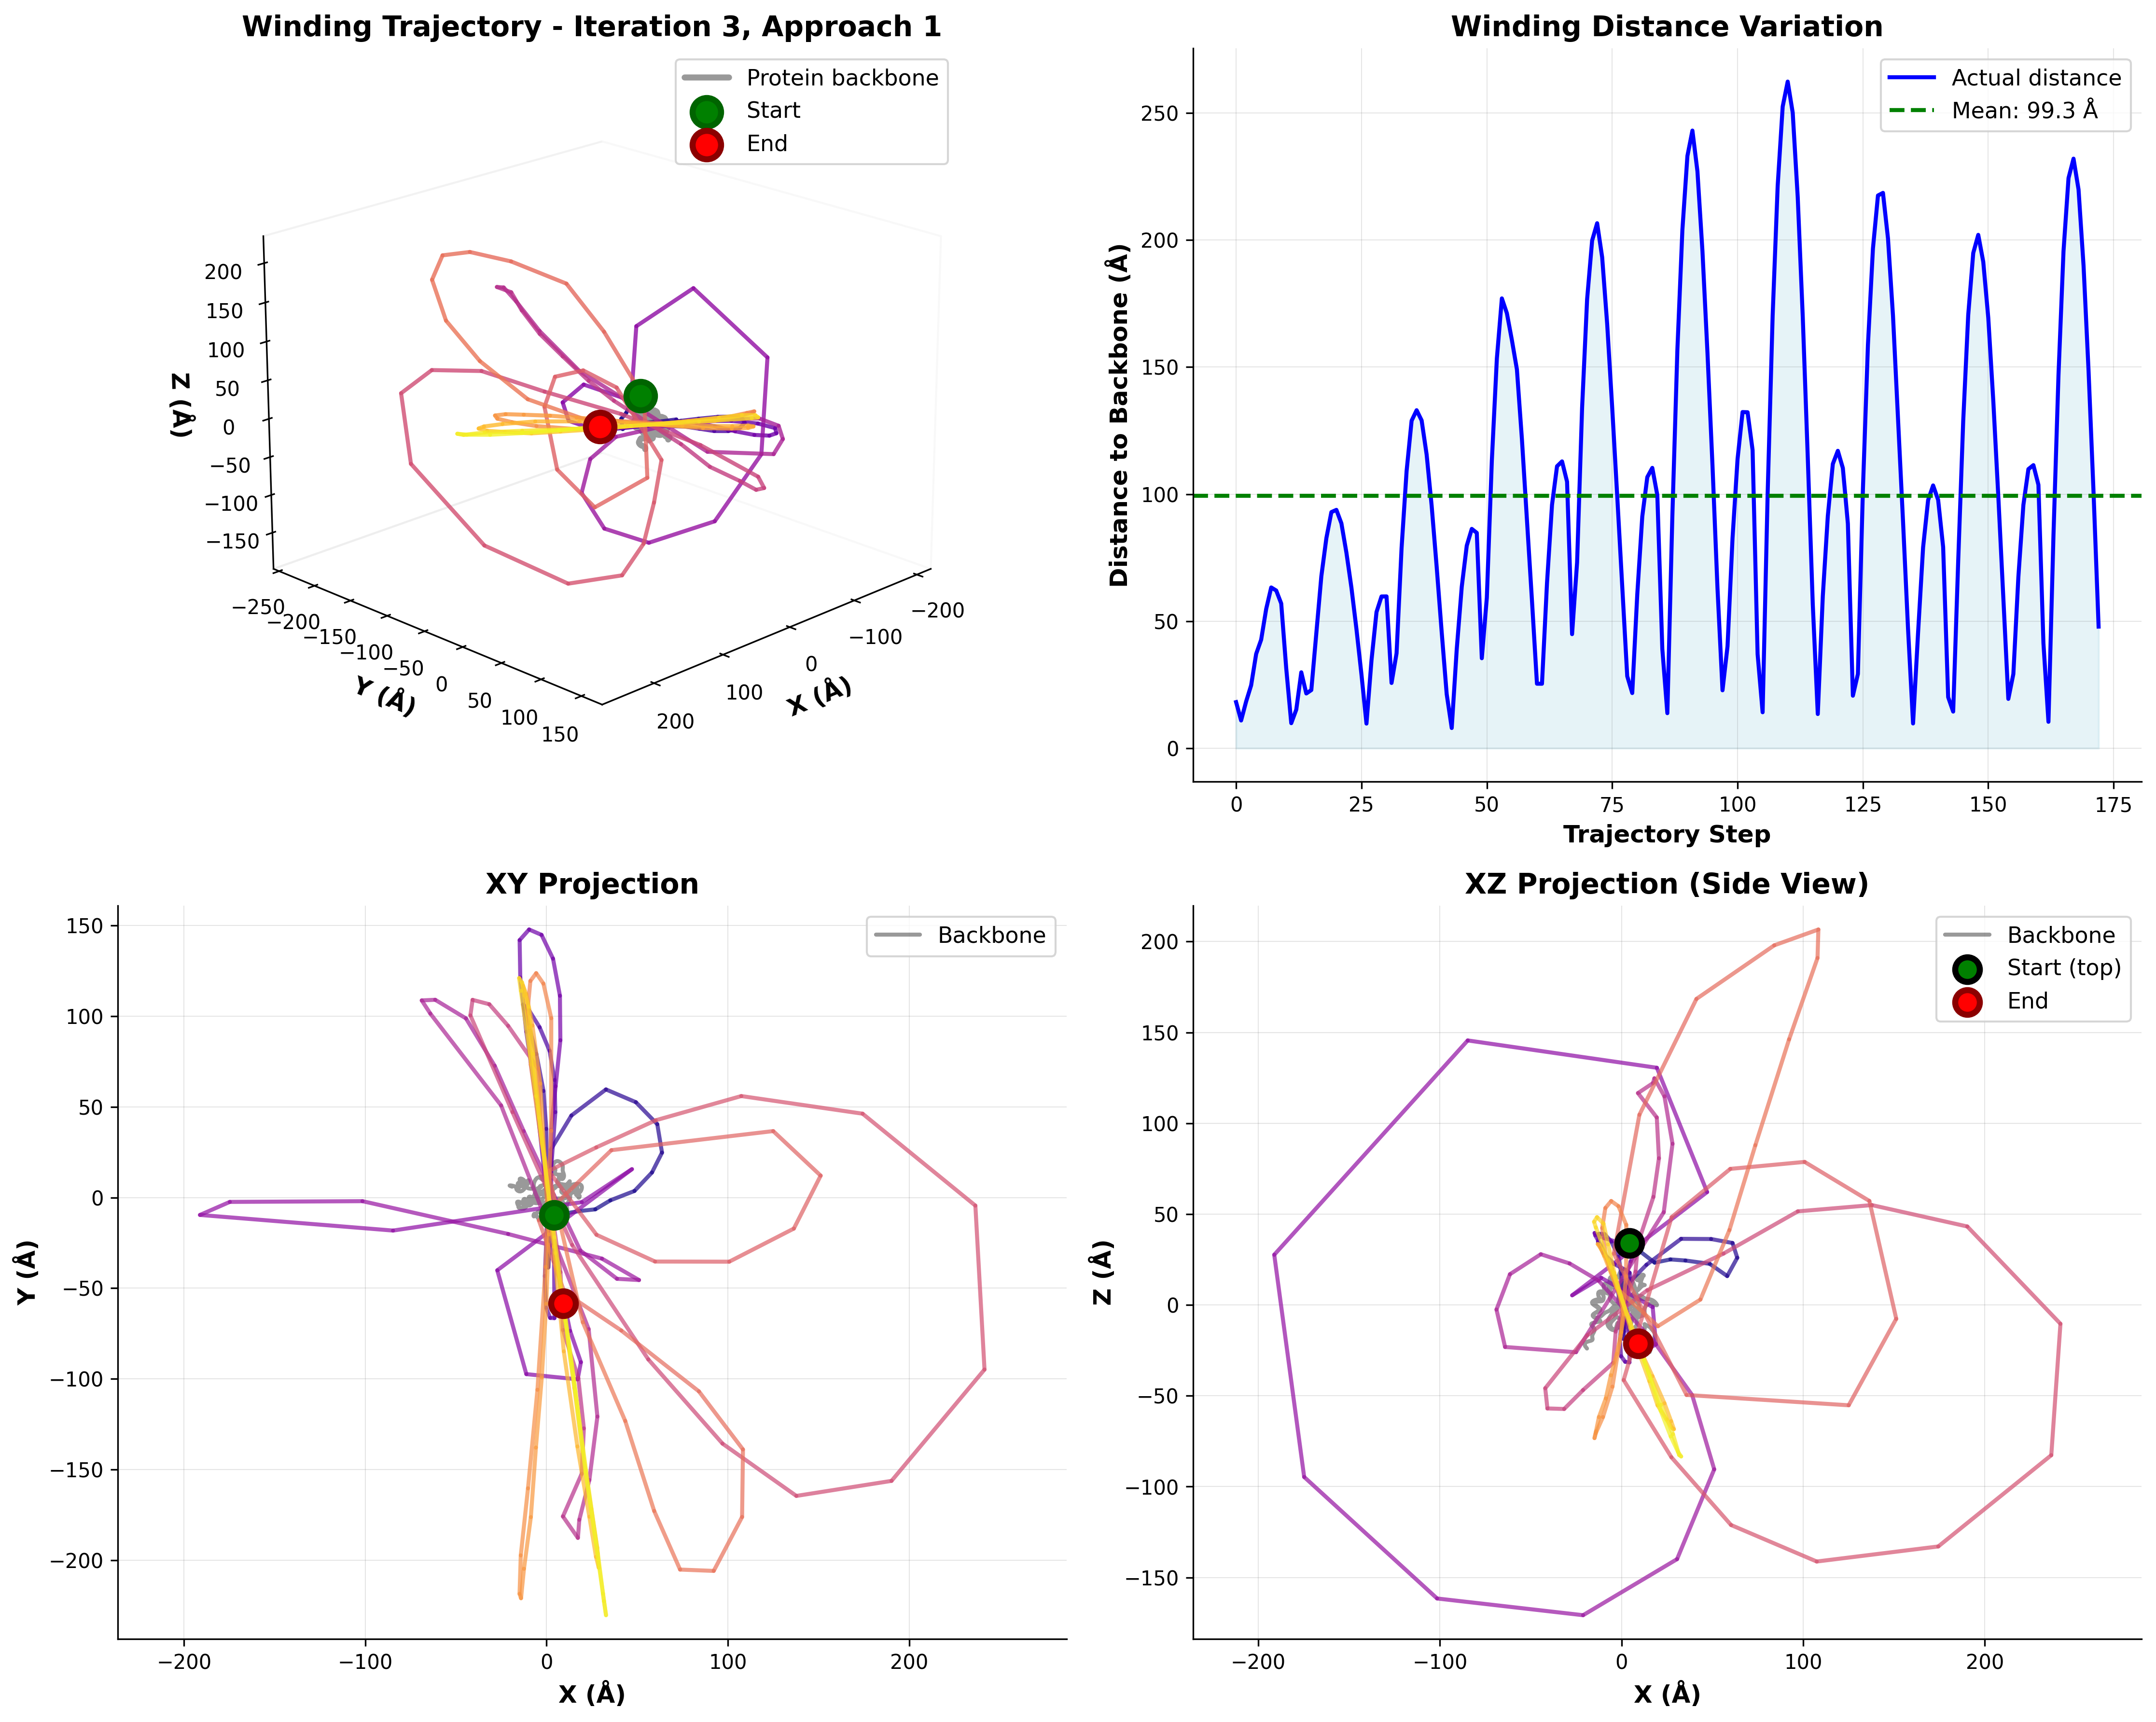 Winding Trajectory - Iteration 3, Approach 1
Protein backbone
Start
End
200
150
100
50
0
−50
−100
−150
Z (Å)
−250
−200
−150
−100
−50
0
50
100
150
Y (Å)
200
100
0
−100
−200
X (Å)
Winding Distance Variation
Actual distance
Mean: 99.3 Å
250
200
150
100
50
0
Distance to Backbone (Å)
0 25 50 75 100 125 150 175
Trajectory Step
XY Projection
Backbone
150
100
50
0
−50
−100
−150
−200
Y (Å)
−200 −100 0 100 200
X (Å)
XZ Projection (Side View)
Backbone
Start (top)
End
200
150
100
50
0
−50
−100
−150
Z (Å)
−200 −100 0 100 200
X (Å)